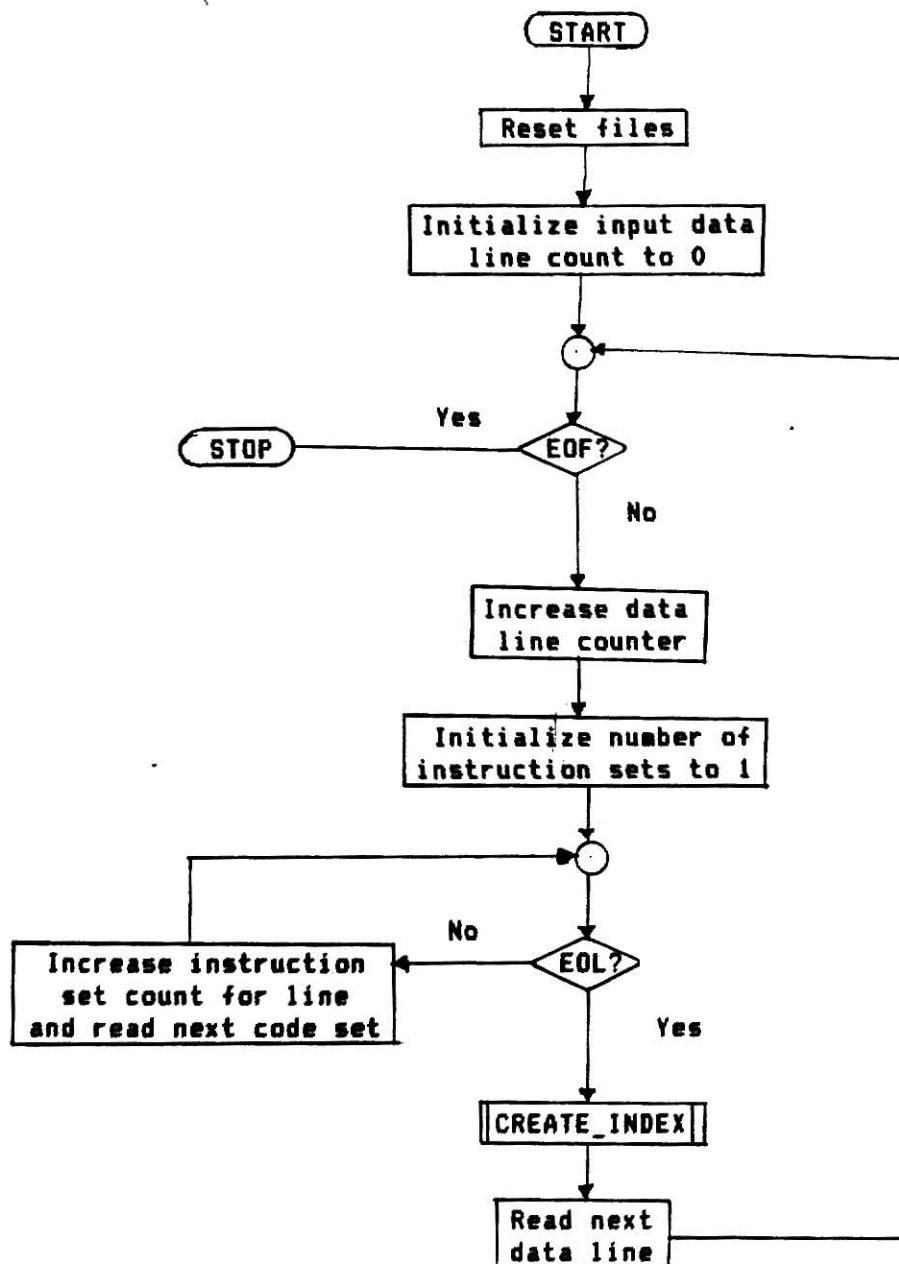 START
Reset files
Initialize input data
line count to 0
Yes
STOP
EOF?
No
Increase data
line counter
Initialize number of
instruction sets to 1
No
EOL?
Increase instruction
set count for line
and read next code set
Yes
CREATE_INDEX
Read next
data line